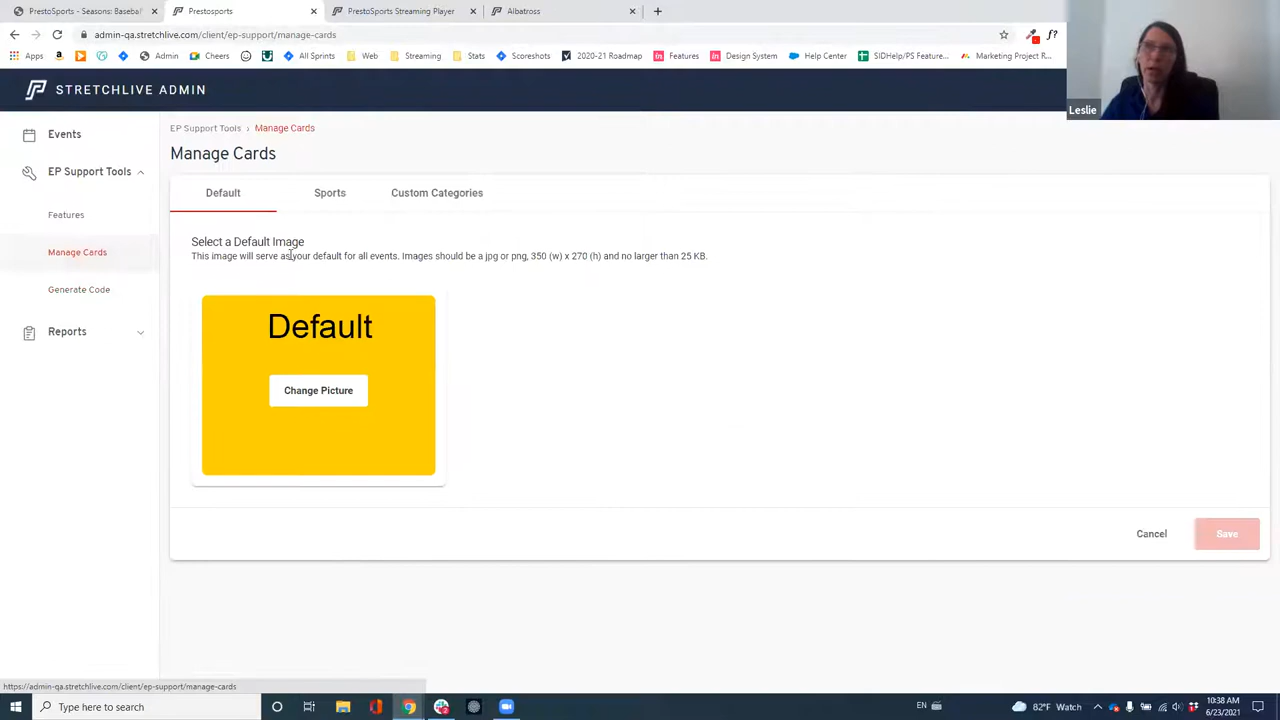 PrestoSports - Seasons: Baseba
Prestosports
PrestoSports Streaming Player
Albatross
admin-qa.stretchlive.com/client/ep-support/manage-cards
f?
Apps
Admin
Cheers
All Sprints
Web
Streaming
Stats
Scoreshots
2020-21 Roadmap
Features
Design System
Help Center
SIDHelp/PS Feature...
Marketing Project R...
Leslie
STRETCHLIVE ADMIN
Events
EP Support Tools
Features
Manage Cards
Generate Code
Reports
EP Support Tools › Manage Cards
Manage Cards
Default
Sports
Custom Categories
Select a Default Image
This image will serve as your default for all events. Images should be a jpg or png, 350 (w) x 270 (h) and no larger than 25 KB.
Default
Change Picture
Cancel
Save
https://admin-qa.stretchlive.com/client/ep-support/manage-cards
Type here to search
EN
82°F Watch
10:38 AM
6/23/2021